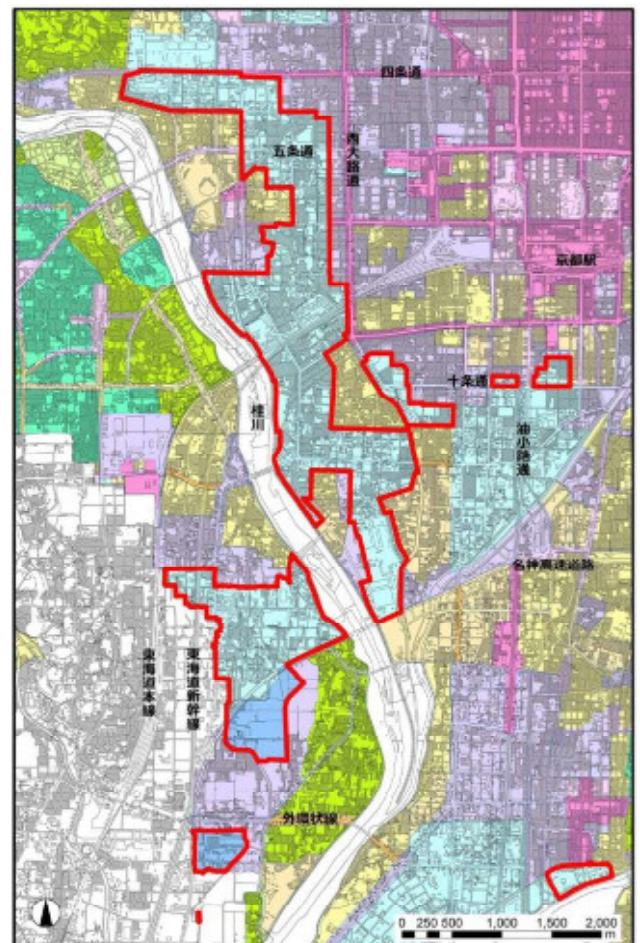 四条通
五条通
西大路通
京都駅
十条通
桂川
油小路通
名神高速道路
東海道本線
東海道新幹線
外環状線
0 250 500 1,000 1,500 2,000
m